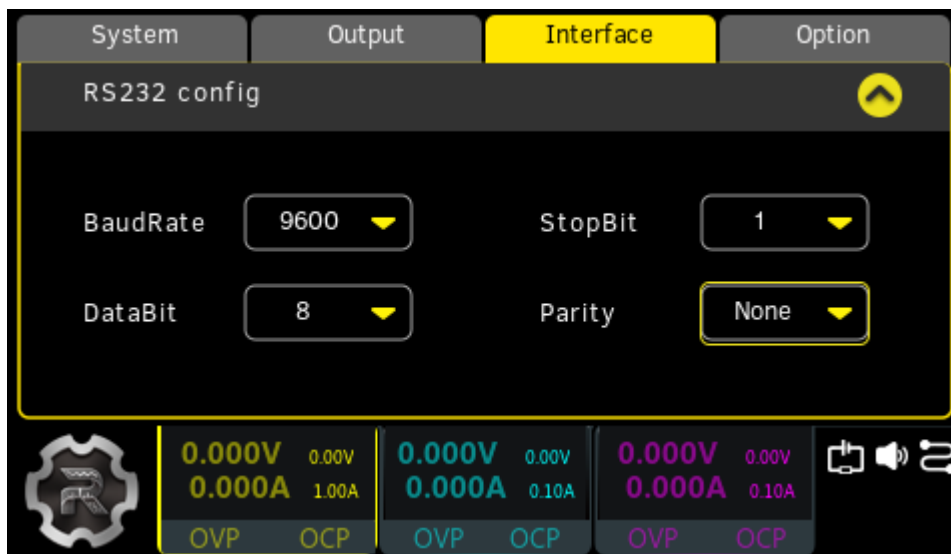 System Output Interface Option
RS232 config
BaudRate 9600 StopBit 1
DataBit 8 Parity None
0.000V 0.00V 0.000V 0.00V 0.000V 0.00V
0.000A 1.00A 0.000A 0.10A 0.000A 0.10A
OVP OCP OVP OCP OVP OCP